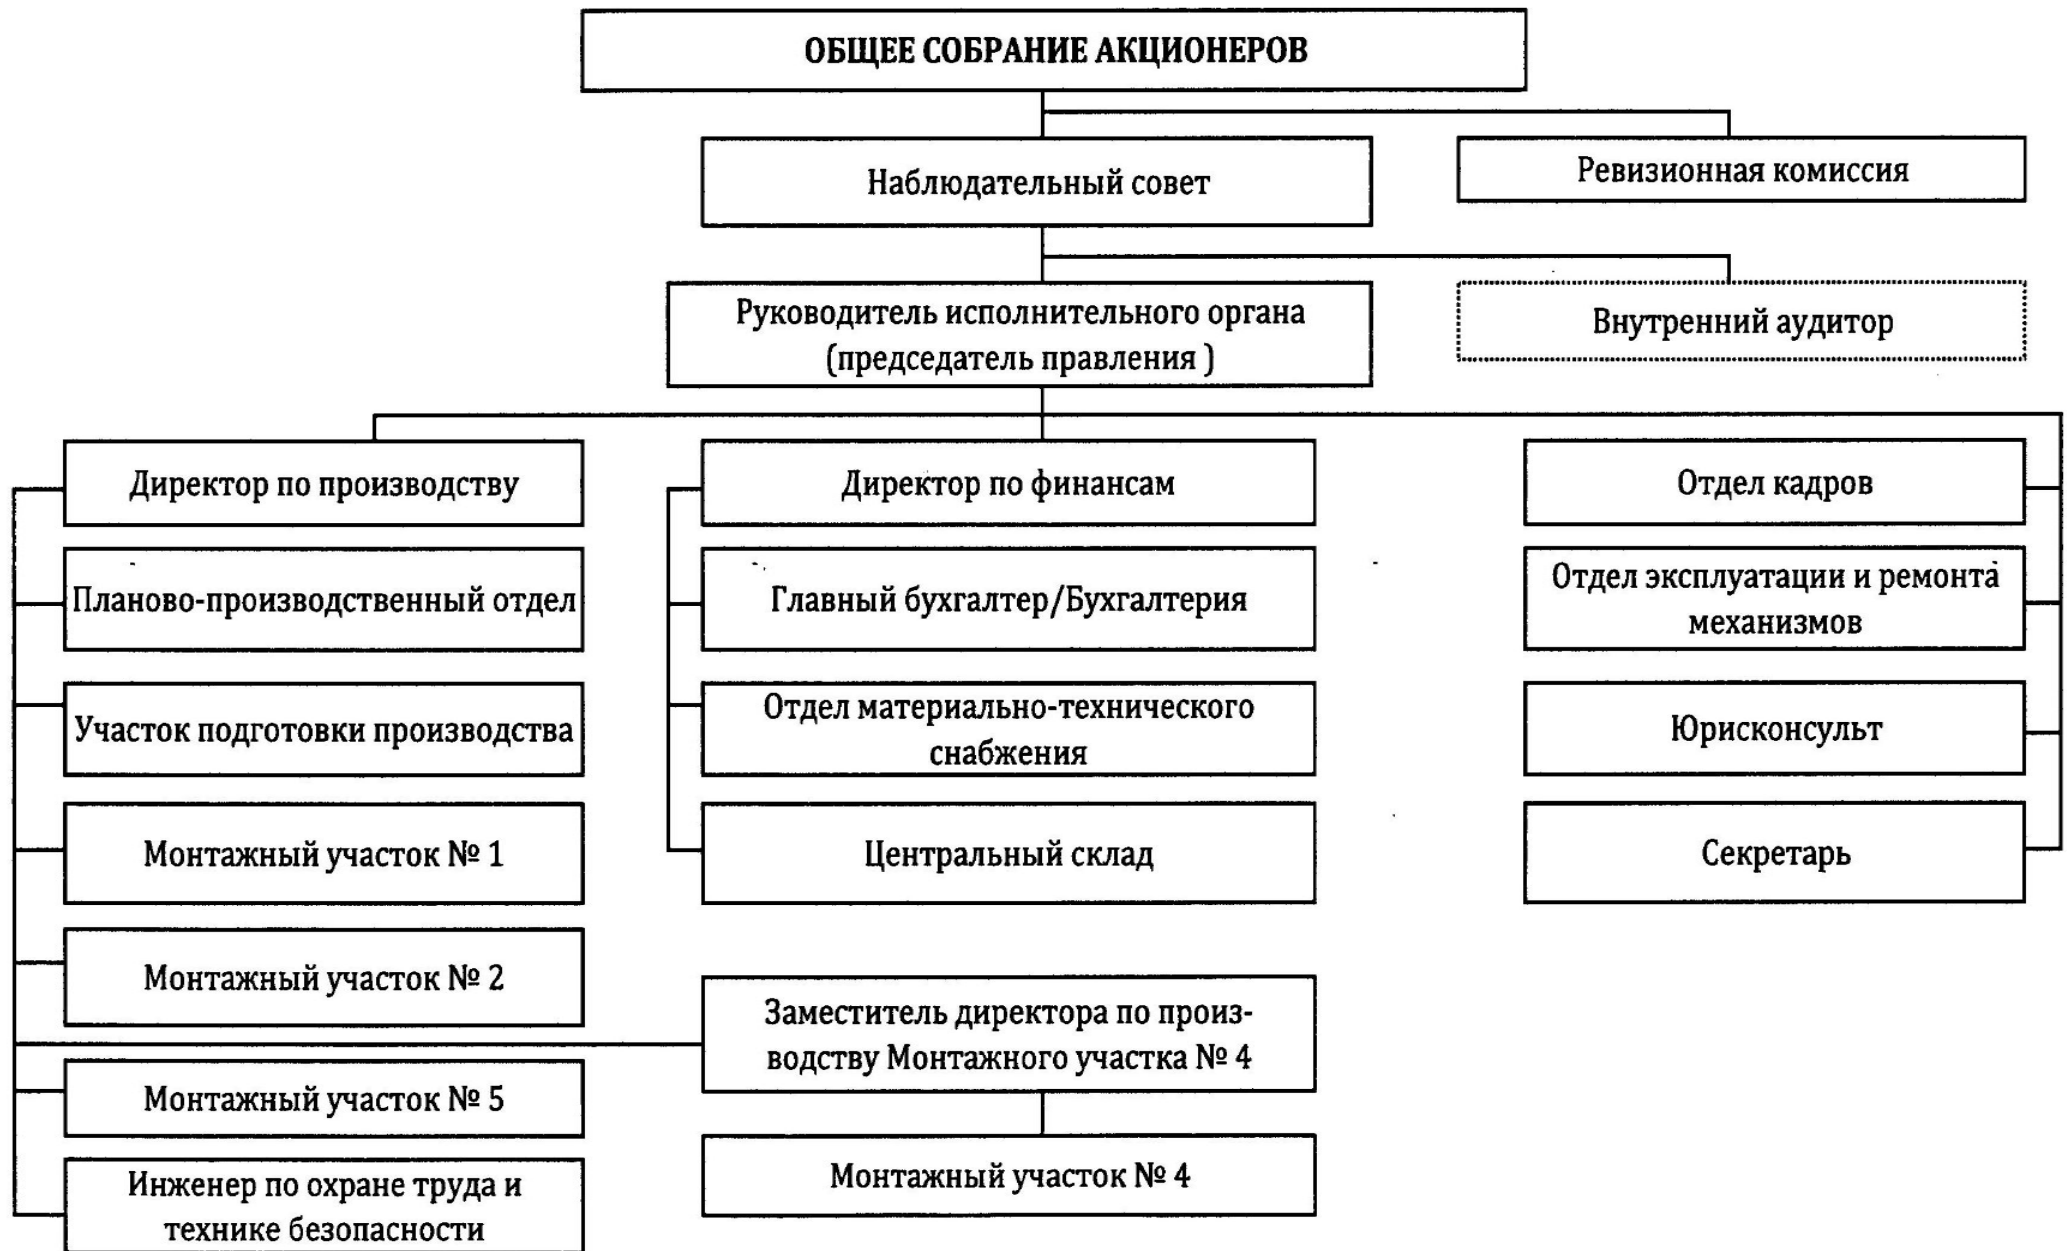 ОБЩЕЕ СОБРАНИЕ АКЦИОНЕРОВ
Наблюдательный совет
Ревизионная комиссия
Руководитель исполнительного органа
(председатель правления )
Внутренний аудитор
Директор по производству
Директор по финансам
Отдел кадров
Планово-производственный отдел
Главный бухгалтер/Бухгалтерия
Отдел эксплуатации и ремонта
механизмов
Участок подготовки производства
Отдел материально-технического
снабжения
Юрисконсульт
Монтажный участок № 1
Центральный склад
Секретарь
Монтажный участок № 2
Заместитель директора по произ-
водству Монтажного участка № 4
Монтажный участок № 5
Монтажный участок № 4
Инженер по охране труда и
технике безопасности